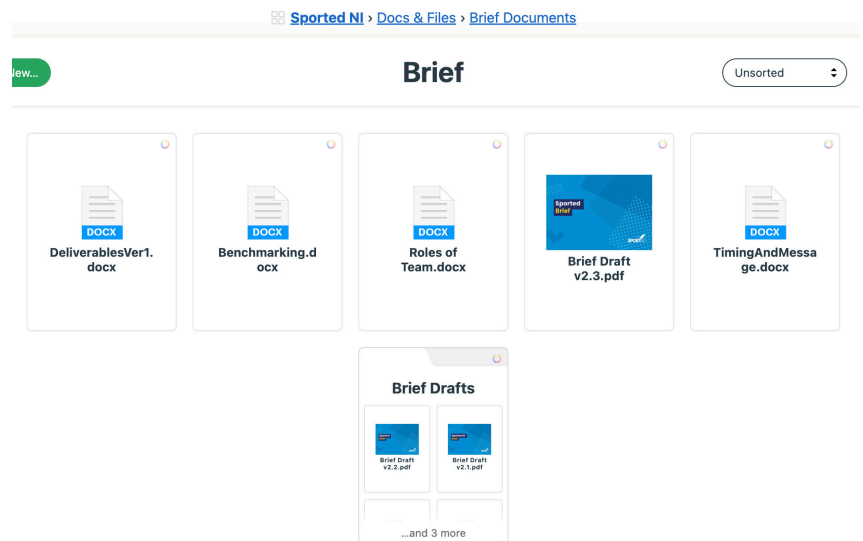 Sported NI › Docs & Files › Brief Documents
New...
Brief
Unsorted
DOCX
DeliverablesVer1.
docx
DOCX
Benchmarking.d
ocx
DOCX
Roles of
Team.docx
Sported
Brief
SPORT
Brief Draft
v2.3.pdf
DOCX
TimingAndMessa
ge.docx
Brief Drafts
Brief Draft
v2.2.pdf
Brief Draft
v2.1.pdf
...and 3 more